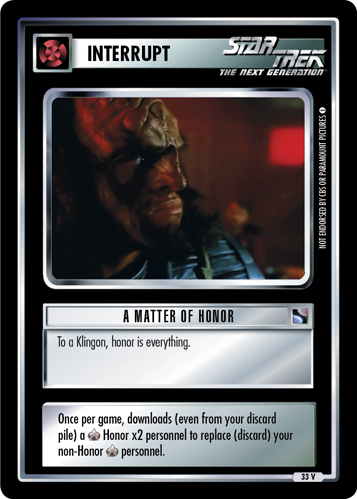 INTERRUPT
STAR TREK
THE NEXT GENERATION
NOT ENDORSED BY CBS OR PARAMOUNT PICTURES
A MATTER OF HONOR
To a Klingon, honor is everything.
Once per game, downloads (even from your discard
pile) a Honor x2 personnel to replace (discard) your
non-Honor personnel.
33 V